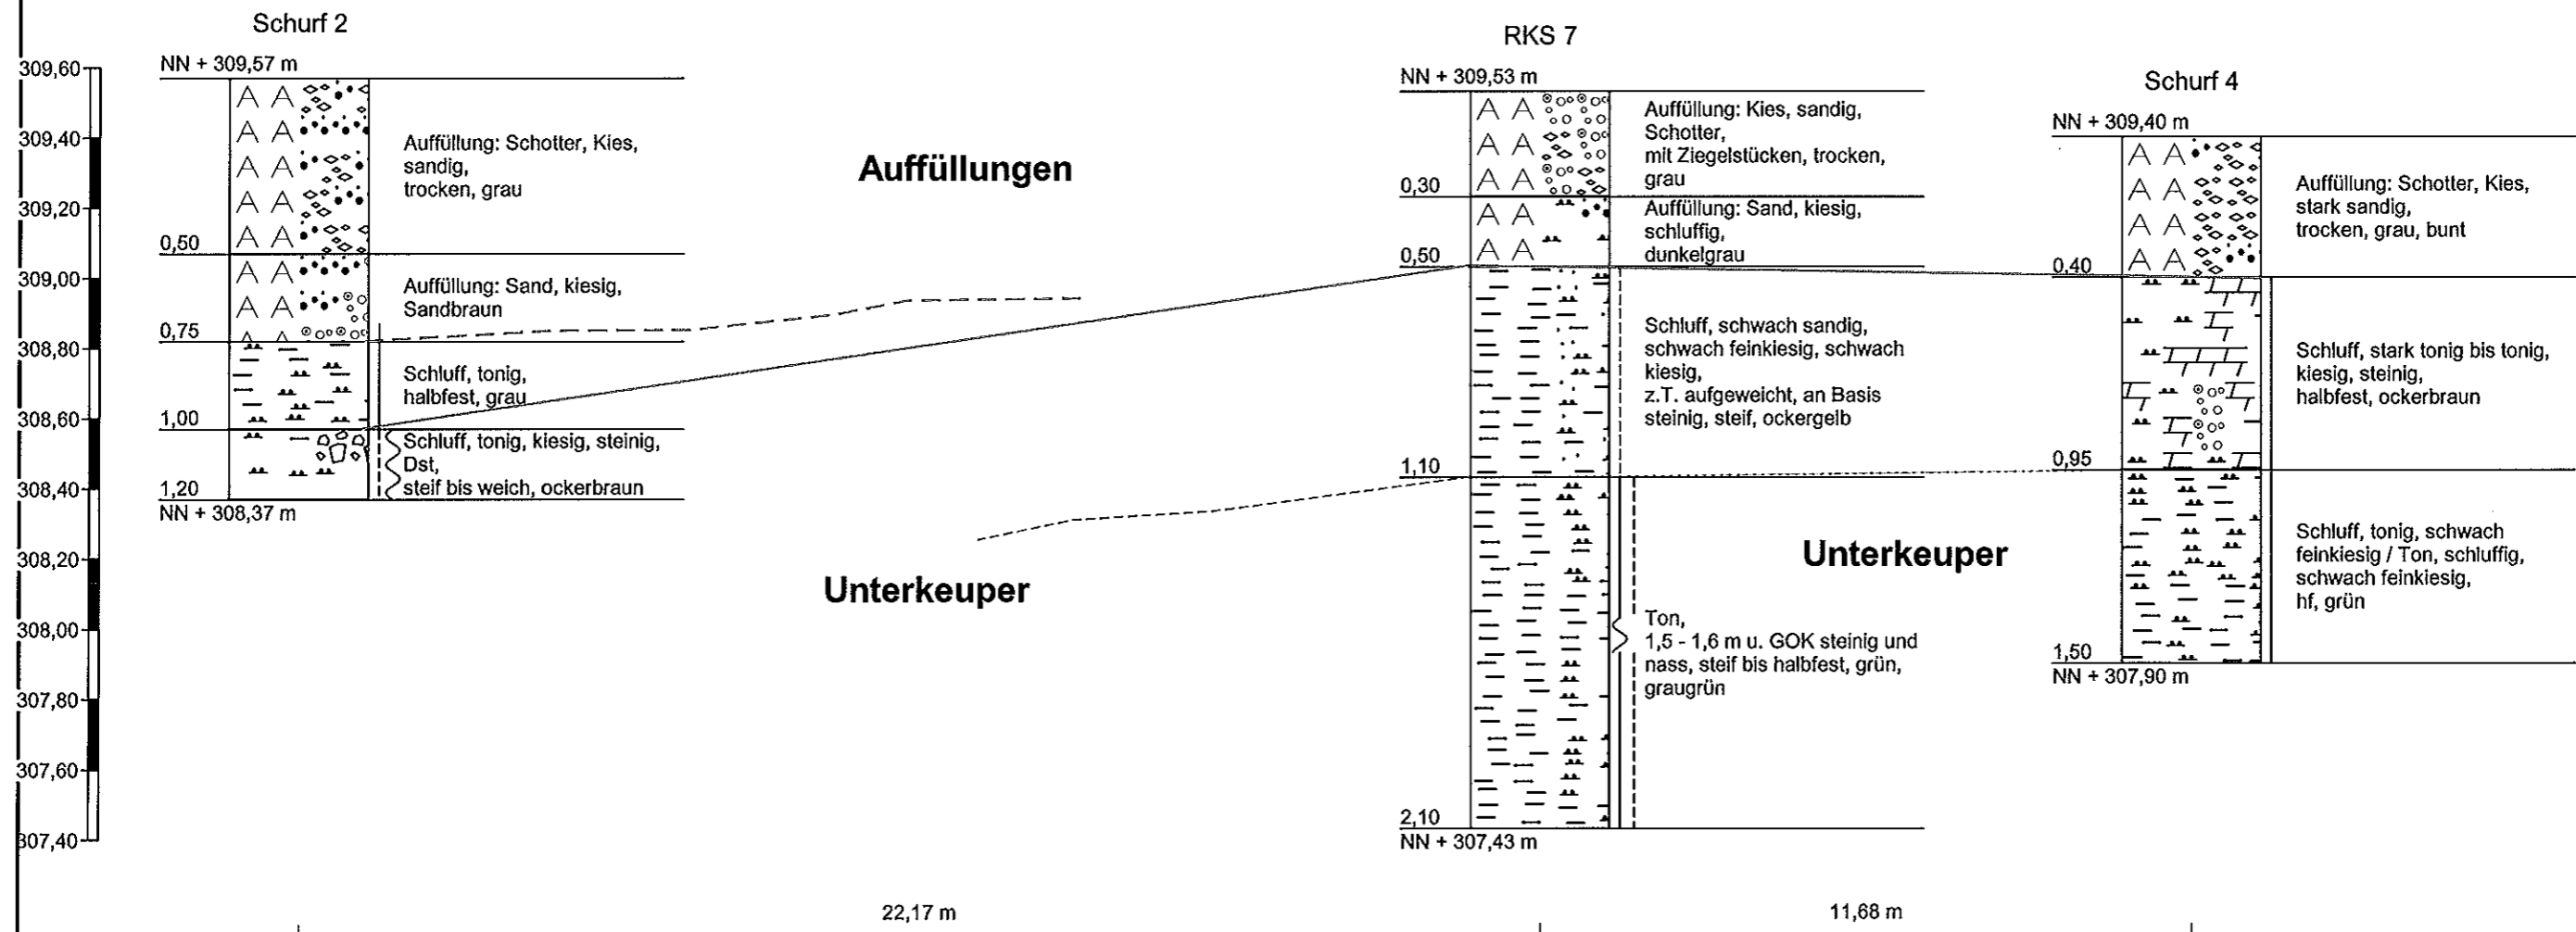 Schurf 2
NN + 309,57 m
Auffüllung: Schotter, Kies,
sandig,
trocken, grau
0,50
Auffüllung: Sand, kiesig,
Sandbraun
0,75
Schluff, tonig,
halbfest, grau
1,00
Schluff, tonig, kiesig, steinig,
Dst,
steif bis weich, ockerbraun
1,20
NN + 308,37 m
309,60
309,40
309,20
309,00
308,80
308,60
308,40
308,20
308,00
307,80
307,60
307,40
Auffüllungen
Unterkeuper
RKS 7
NN + 309,53 m
Auffüllung: Kies, sandig,
Schotter,
mit Ziegelstücken, trocken,
grau
0,30
Auffüllung: Sand, kiesig,
schluffig,
dunkelgrau
0,50
Schluff, schwach sandig,
schwach feinkiesig, schwach
kiesig,
z.T. aufgeweicht, an Basis
steinig, steif, ockergelb
1,10
Ton,
1,5 - 1,6 m u. GOK steinig und
nass, steif bis halbfest, grün,
graugrün
2,10
NN + 307,43 m
Unterkeuper
Schurf 4
NN + 309,40 m
Auffüllung: Schotter, Kies,
stark sandig,
trocken, grau, bunt
0,40
Schluff, stark tonig bis tonig,
kiesig, steinig,
halbfest, ockerbraun
0,95
Schluff, tonig, schwach
feinkiesig / Ton, schluffig,
schwach feinkiesig,
hf, grün
1,50
NN + 307,90 m
22,17 m
11,68 m